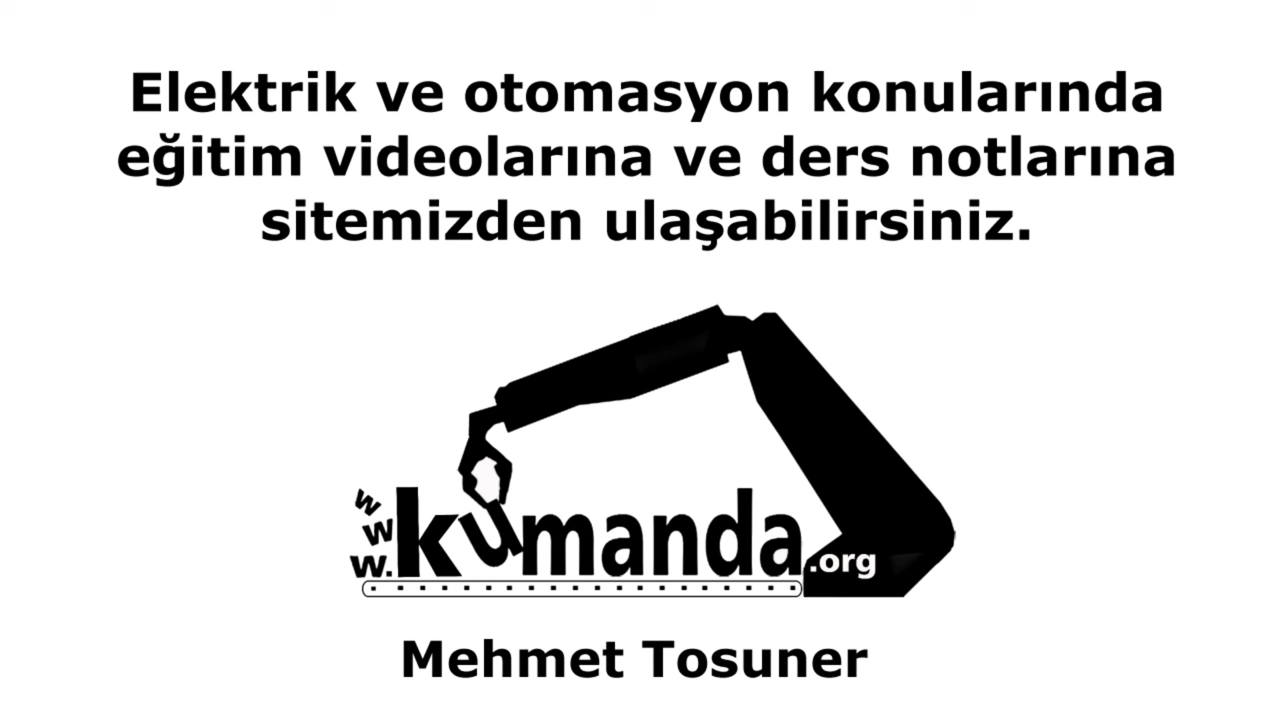 Elektrik ve otomasyon konularında
eğitim videolarına ve ders notlarına
sitemizden ulaşabilirsiniz.
www.kumanda.org
Mehmet Tosuner